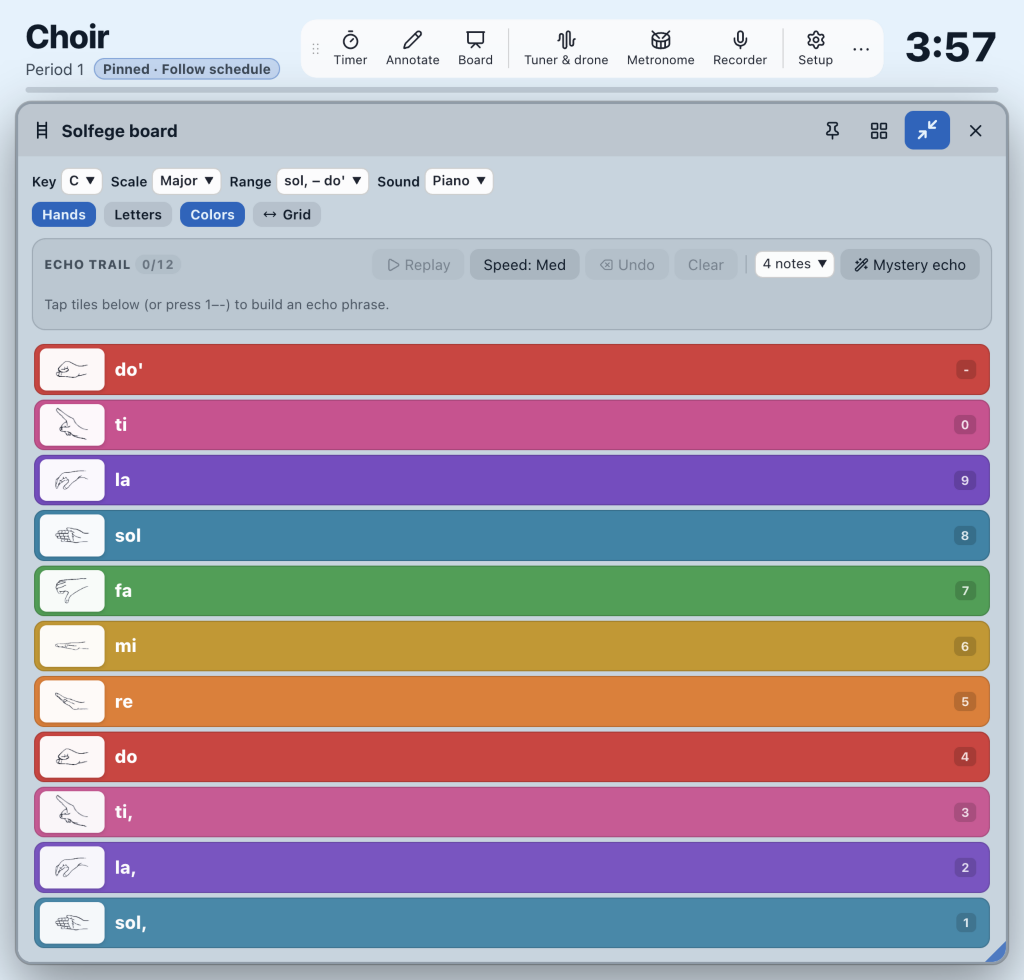 Choir
Period 1 Pinned · Follow schedule
Timer Annotate Board Tuner & drone Metronome Recorder Setup ...
3:57
Solfege board
Key C ▼ Scale Major ▼ Range sol, – do' ▼ Sound Piano ▼
Hands Letters Colors ↔ Grid
ECHO TRAIL 0/12 Replay Speed: Med Undo Clear 4 notes ▼ Mystery echo
Tap tiles below (or press 1–-) to build an echo phrase.
do' -
ti 0
la 9
sol 8
fa 7
mi 6
re 5
do 4
ti, 3
la, 2
sol, 1